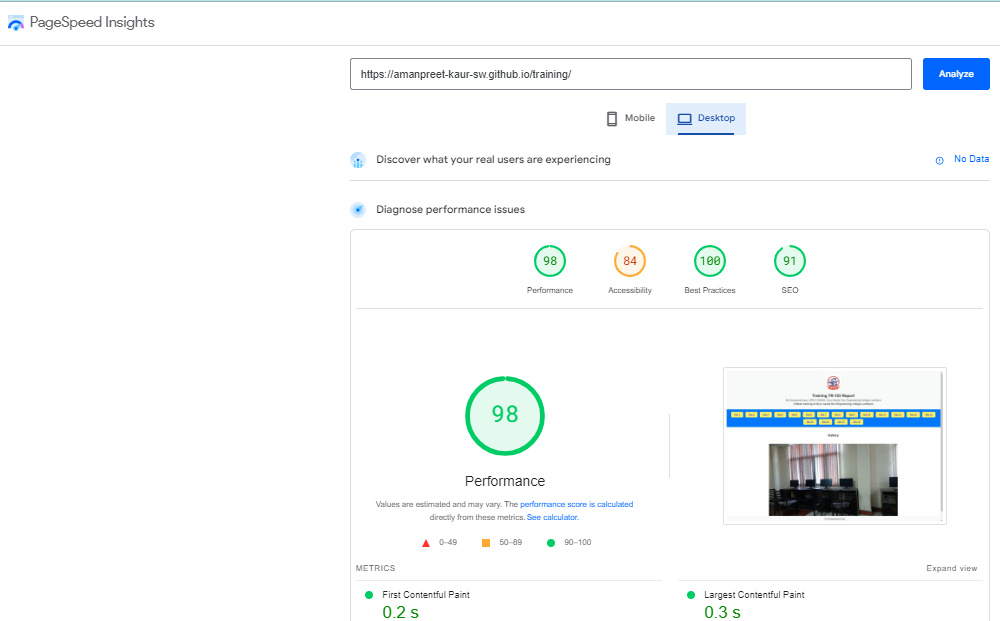 PageSpeed Insights
https://amanpreet-kaur-sw.github.io/training/
Analyze
Mobile
Desktop
Discover what your real users are experiencing
No Data
Diagnose performance issues
98
84
100
91
Performance
Accessibility
Best Practices
SEO
98
Performance
Values are estimated and may vary. The performance score is calculated
directly from these metrics. See calculator.
0–49
50–89
90–100
Training TR-102 Report
Gallery
METRICS
Expand view
First Contentful Paint
0.2 s
Largest Contentful Paint
0.3 s